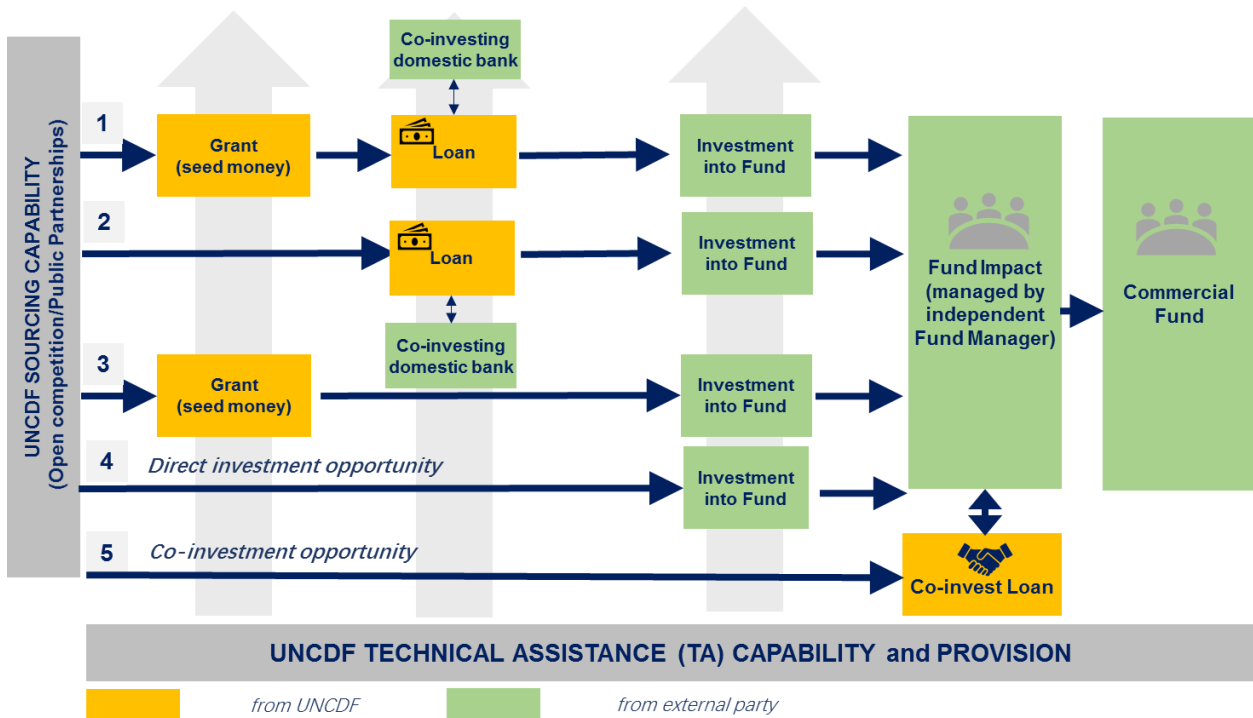 UNCDF SOURCING CAPABILITY
(Open competition/Public Partnerships)
Co-investing
domestic bank
1
Grant
(seed money)
Loan
Investment
into Fund
2
Loan
Investment
into Fund
Co-investing
domestic bank
3
Grant
(seed money)
Investment
into Fund
4
Direct investment opportunity
Investment
into Fund
5
Co-investment opportunity
Fund Impact
(managed by
independent
Fund Manager)
Commercial
Fund
Co-invest Loan
UNCDF TECHNICAL ASSISTANCE (TA) CAPABILITY and PROVISION
from UNCDF
from external party